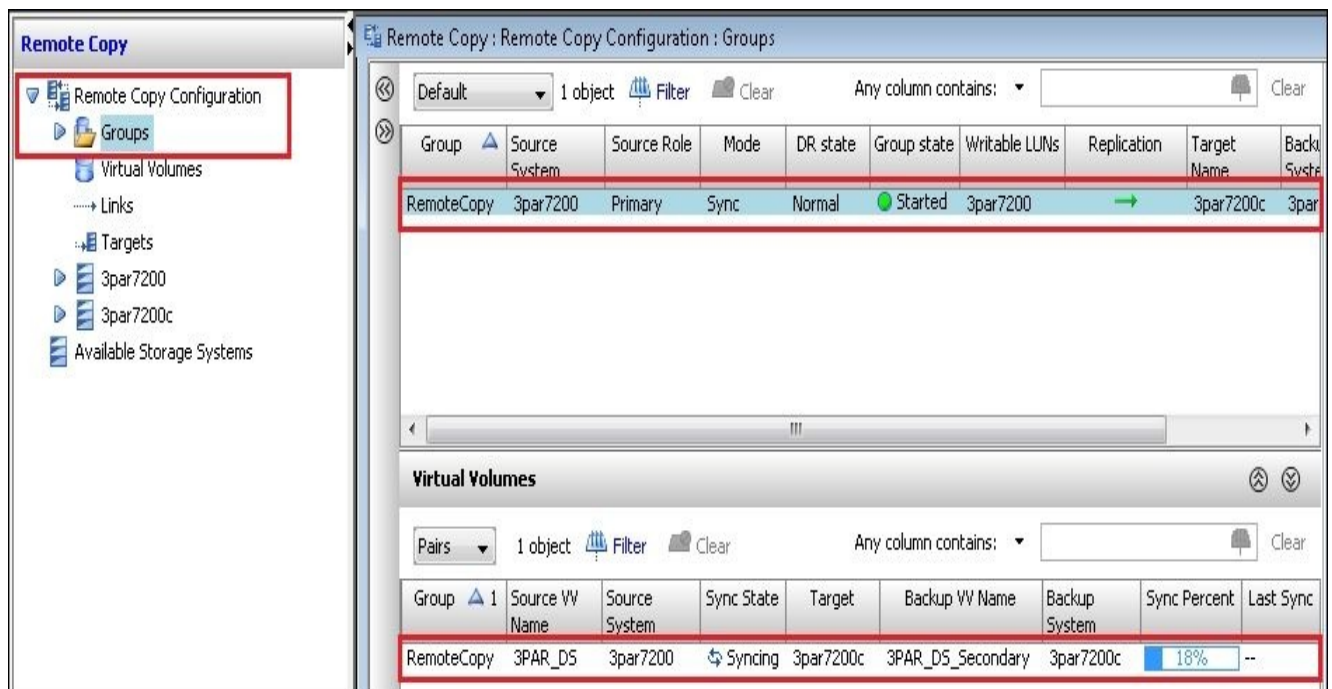 Remote Copy
Remote Copy Configuration
Groups
Virtual Volumes
Links
Targets
3par7200
3par7200c
Available Storage Systems
Remote Copy : Remote Copy Configuration : Groups
Default 1 object Filter Clear Any column contains: Clear
Group Source System Source Role Mode DR state Group state Writable LUNs Replication Target Name
RemoteCopy 3par7200 Primary Sync Normal Started 3par7200 3par7200c 3par
Virtual Volumes
Pairs 1 object Filter Clear Any column contains: Clear
Group 1 Source VV Name Source System Sync State Target Backup VV Name Backup System Sync Percent Last Sync
RemoteCopy 3PAR_DS 3par7200 Syncing 3par7200c 3PAR_DS_Secondary 3par7200c 18% --